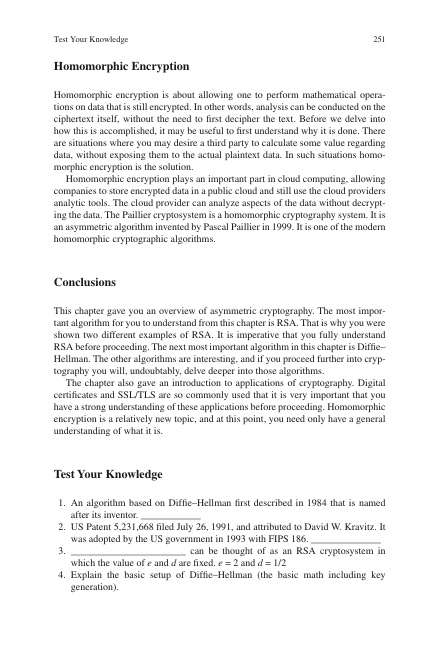 Test Your Knowledge 251
Homomorphic Encryption
Homomorphic encryption is about allowing one to perform mathematical opera-
tions on data that is still encrypted. In other words, analysis can be conducted on the
ciphertext itself, without the need to first decipher the text. Before we delve into
how this is accomplished, it may be useful to first understand why it is done. There
are situations where you may desire a third party to calculate some value regarding
data, without exposing them to the actual plaintext data. In such situations homo-
morphic encryption is the solution.
Homomorphic encryption plays an important part in cloud computing, allowing
companies to store encrypted data in a public cloud and still use the cloud providers
analytic tools. The cloud provider can analyze aspects of the data without decrypt-
ing the data. The Paillier cryptosystem is a homomorphic cryptography system. It is
an asymmetric algorithm invented by Pascal Paillier in 1999. It is one of the modern
homomorphic cryptographic algorithms.
Conclusions
This chapter gave you an overview of asymmetric cryptography. The most impor-
tant algorithm for you to understand from this chapter is RSA. That is why you were
shown two different examples of RSA. It is imperative that you fully understand
RSA before proceeding. The next most important algorithm in this chapter is Diffie–
Hellman. The other algorithms are interesting, and if you proceed further into cryp-
tography you will, undoubtably, delve deeper into those algorithms.
The chapter also gave an introduction to applications of cryptography. Digital
certificates and SSL/TLS are so commonly used that it is very important that you
have a strong understanding of these applications before proceeding. Homomorphic
encryption is a relatively new topic, and at this point, you need only have a general
understanding of what it is.
Test Your Knowledge
1. An algorithm based on Diffie–Hellman first described in 1984 that is named
after its inventor. ____________
2. US Patent 5,231,668 filed July 26, 1991, and attributed to David W. Kravitz. It
was adopted by the US government in 1993 with FIPS 186. ______________
3. _______________________ can be thought of as an RSA cryptosystem in
which the value of e and d are fixed. e = 2 and d = 1/2
4. Explain the basic setup of Diffie–Hellman (the basic math including key
generation).